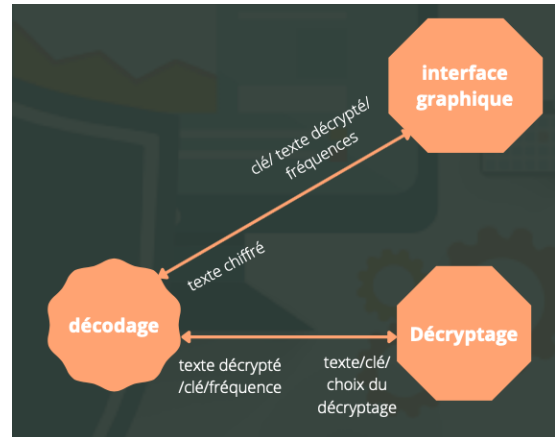 interface
graphique
clé/ texte décrypté/
fréquences
texte chiffré
décodage
Décryptage
texte décrypté
/clé/fréquence
texte/clé/
choix du
décryptage